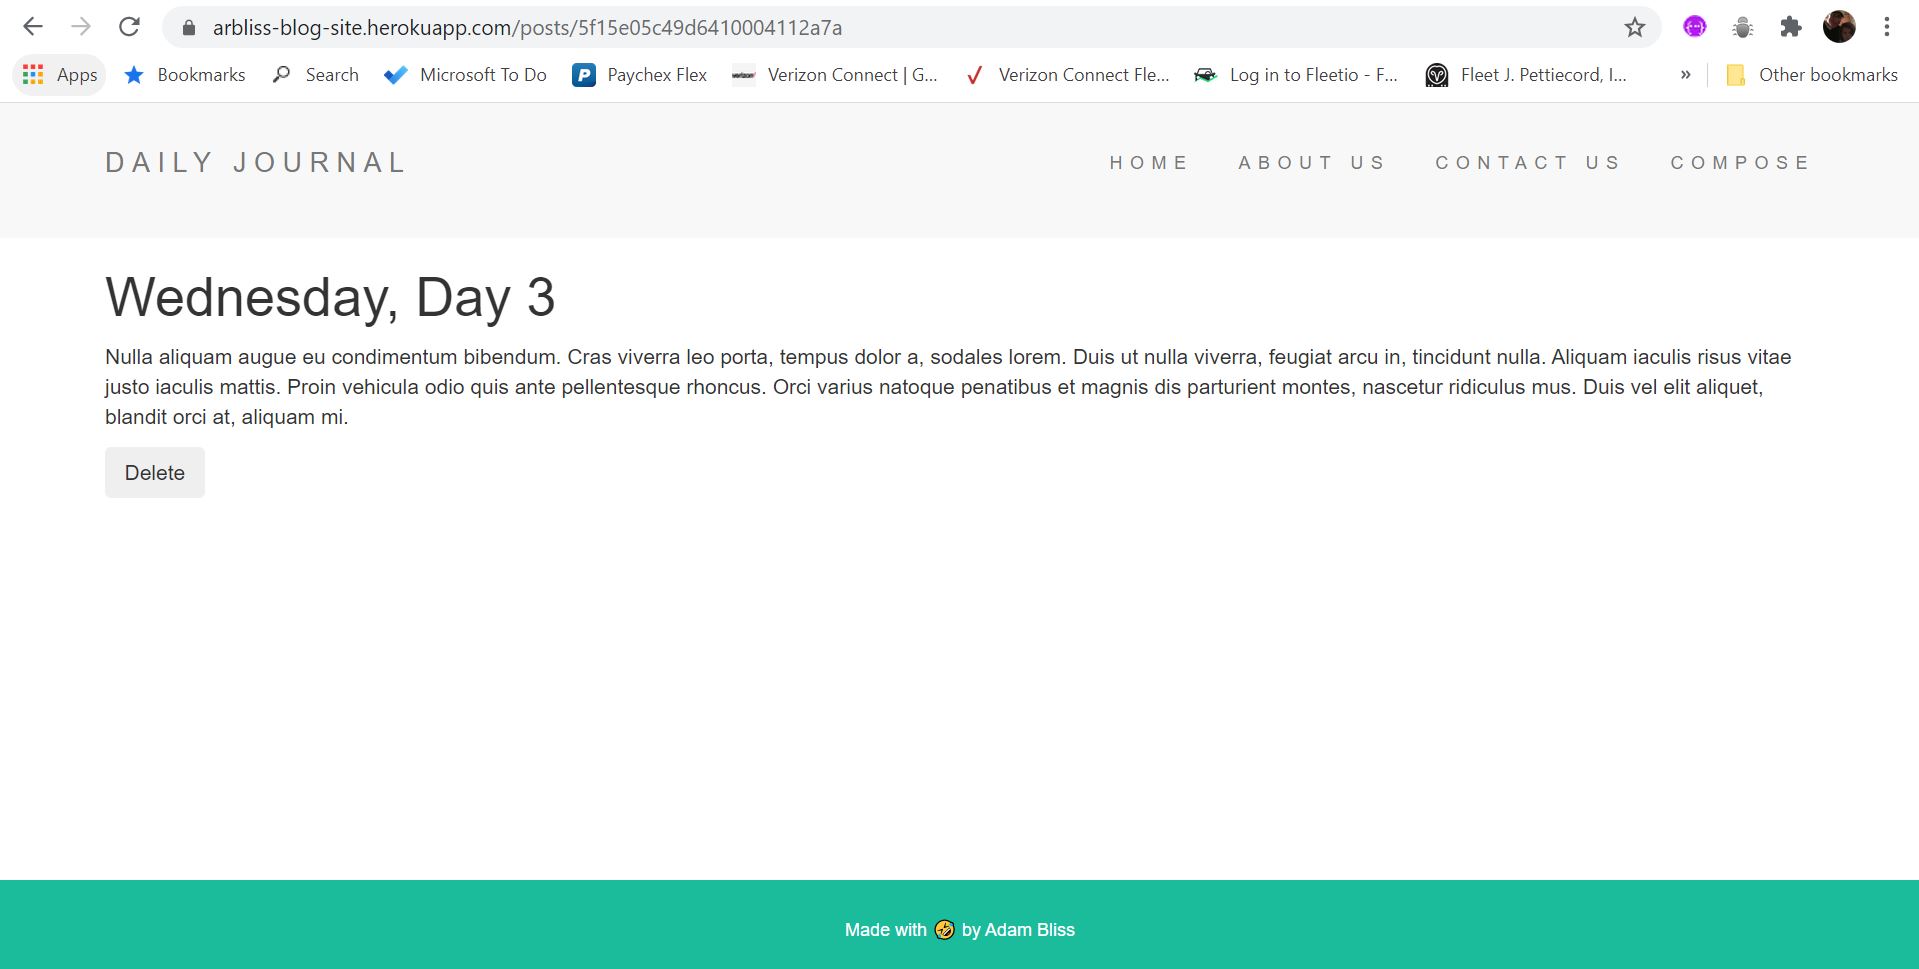 arbliss-blog-site.herokuapp.com/posts/5f15e05c49d6410004112a7a
Apps Bookmarks Search Microsoft To Do Paychex Flex Verizon Connect | G... Verizon Connect Fle... Log in to Fleetio - F... Fleet J. Pettiecord, I... » Other bookmarks
DAILY JOURNAL HOME ABOUT US CONTACT US COMPOSE
Wednesday, Day 3
Nulla aliquam augue eu condimentum bibendum. Cras viverra leo porta, tempus dolor a, sodales lorem. Duis ut nulla viverra, feugiat arcu in, tincidunt nulla. Aliquam iaculis risus vitae
justo iaculis mattis. Proin vehicula odio quis ante pellentesque rhoncus. Orci varius natoque penatibus et magnis dis parturient montes, nascetur ridiculus mus. Duis vel elit aliquet,
blandit orci at, aliquam mi.
Delete
Made with 🤣 by Adam Bliss